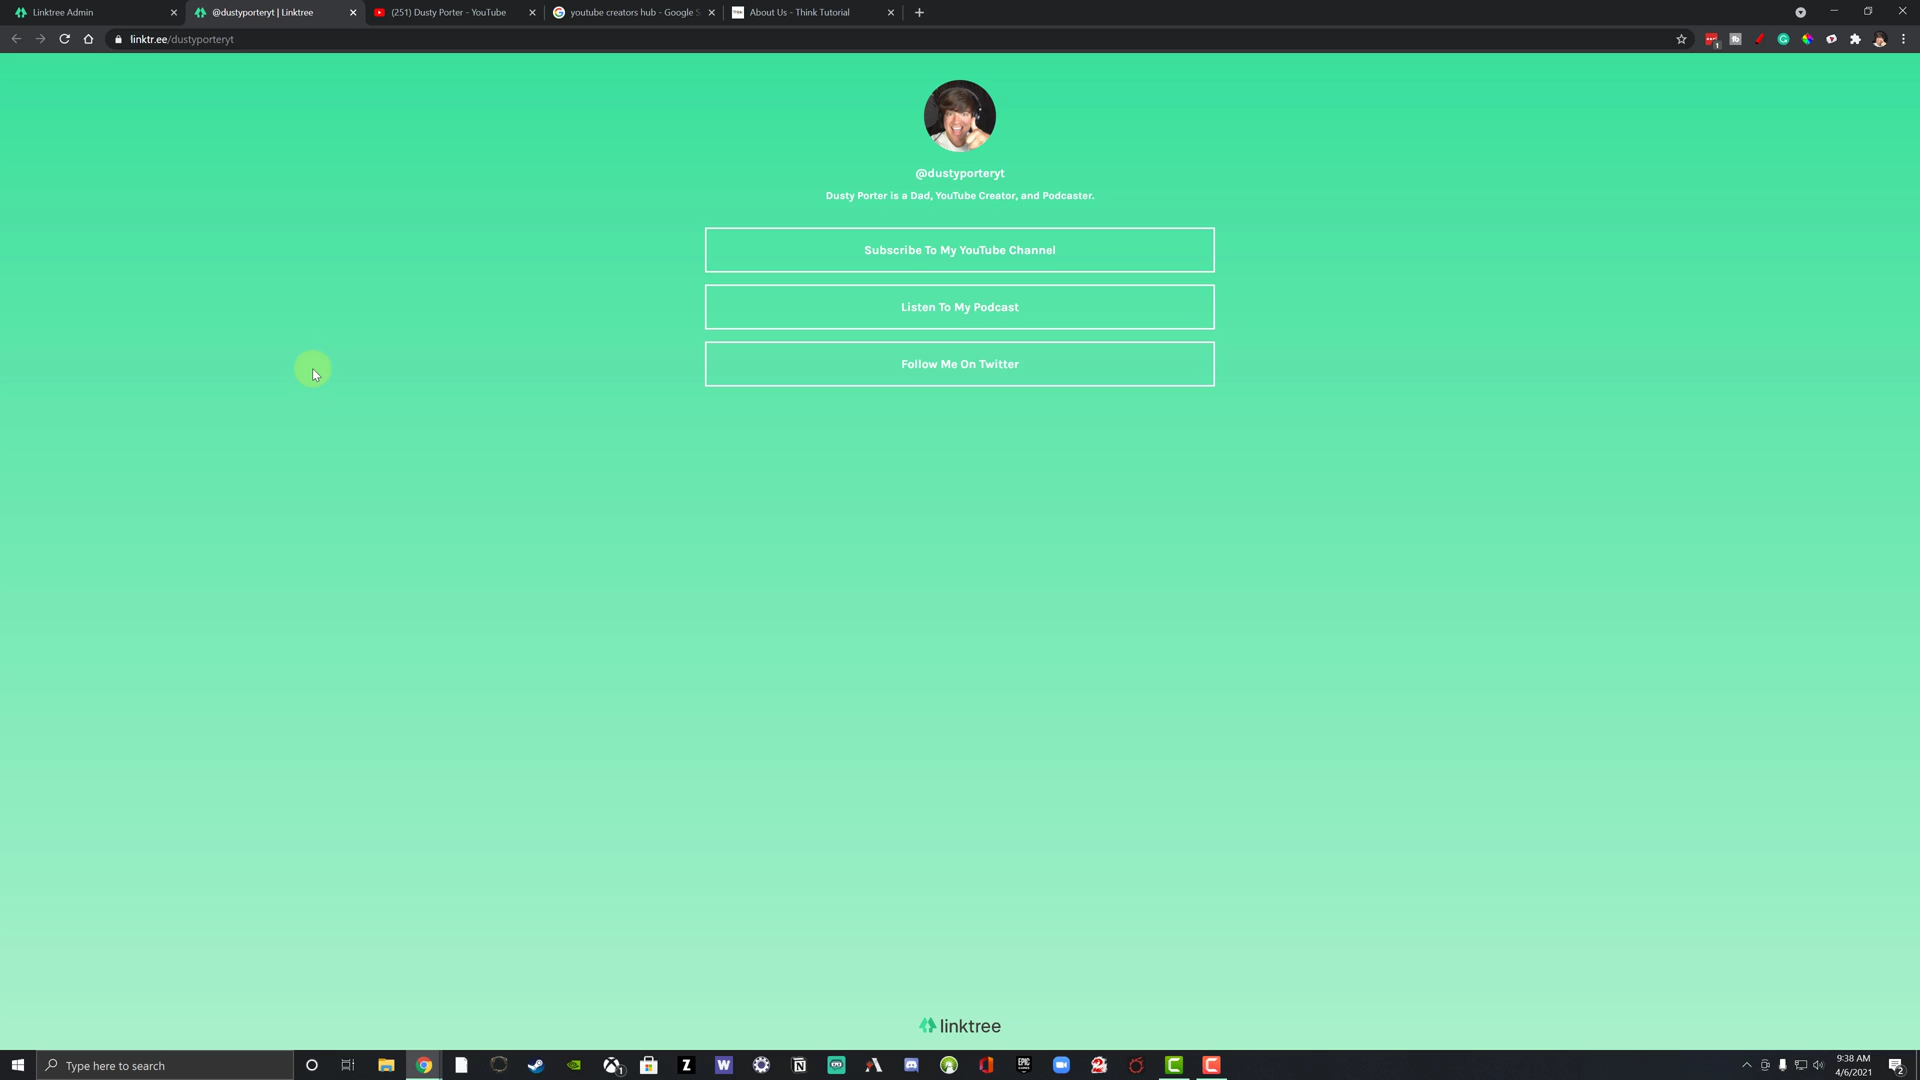 Linktree Admin
@dustyporteryt | Linktree
(251) Dusty Porter - YouTube
youtube creators hub - Google S
About Us - Think Tutorial
linktr.ee/dustyporteryt
@dustyporteryt
Dusty Porter is a Dad, YouTube Creator, and Podcaster.
Subscribe To My YouTube Channel
Listen To My Podcast
Follow Me On Twitter
linktree
Type here to search
9:38 AM
4/6/2021